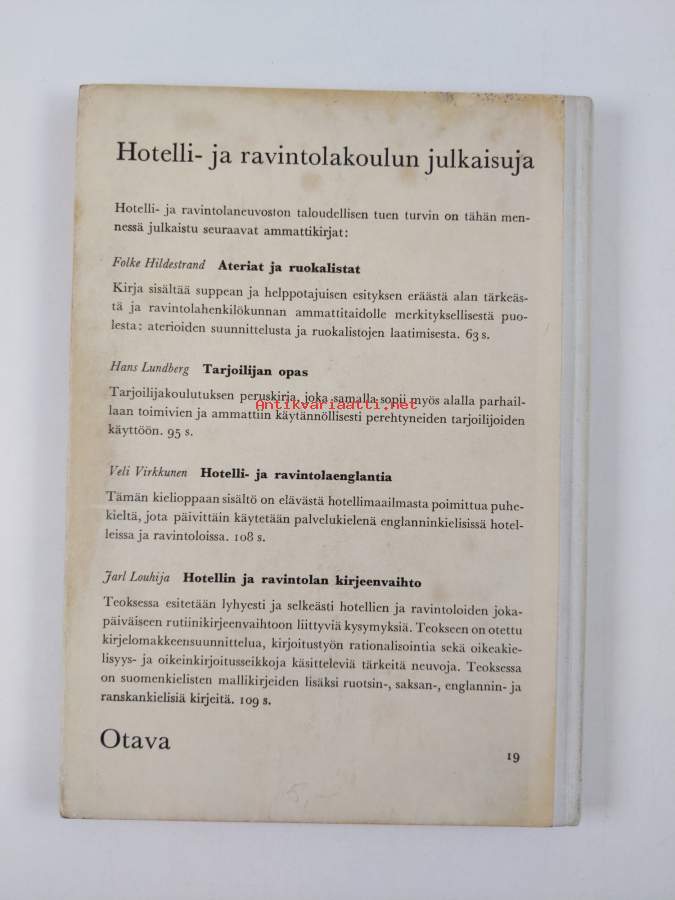 Hotelli- ja ravintolakoulun julkaisuja
Hotelli- ja ravintolaneuvoston taloudellisen tuen turvin on tähän men-
nessä julkaistu seuraavat ammattikirjat:
Folke Hildestrand Ateriat ja ruokalistat
Kirja sisältää suppean ja helppotajuisen esityksen eräästä alan tärkeäs-
tä ja ravintolahenkilökunnan ammattitaidolle merkityksellisestä puo-
lesta: aterioiden suunnittelusta ja ruokalistojen laatimisesta. 63 s.
Hans Lundberg Tarjoilijan opas
Tarjoilijakoulutuksen peruskirja, joka samalla sopii myös alalla parhail-
Antikvariaatti.net
laan toimivien ja ammattiin käytännöllisesti perehtyneiden tarjoilijoiden
käyttöön. 95 s.
Veli Virkkunen Hotelli- ja ravintolaenglantia
Tämän kielioppaan sisältö on elävästä hotellimaailmasta poimittua puhe-
kieltä, jota päivittäin käytetään palvelukielenä englanninkielisissä hotel-
leissa ja ravintoloissa. 108 s.
Jarl Louhija Hotellin ja ravintolan kirjeenvaihto
Teoksessa esitetään lyhyesti ja selkeästi hotellien ja ravintoloiden joka-
päiväiseen rutiinikirjeenvaihtoon liittyviä kysymyksiä. Teokseen on otettu
kirjelomakkeensuunnittelua, kirjoitustyön rationalisointia sekä oikeakie-
lisyys- ja oikeinkirjoitusseikkoja käsitteleviä tärkeitä neuvoja. Teoksessa
on suomenkielisten mallikirjeiden lisäksi ruotsin-, saksan-, englannin- ja
ranskankielisiä kirjeitä. 109 s.
Otava
19
5,-